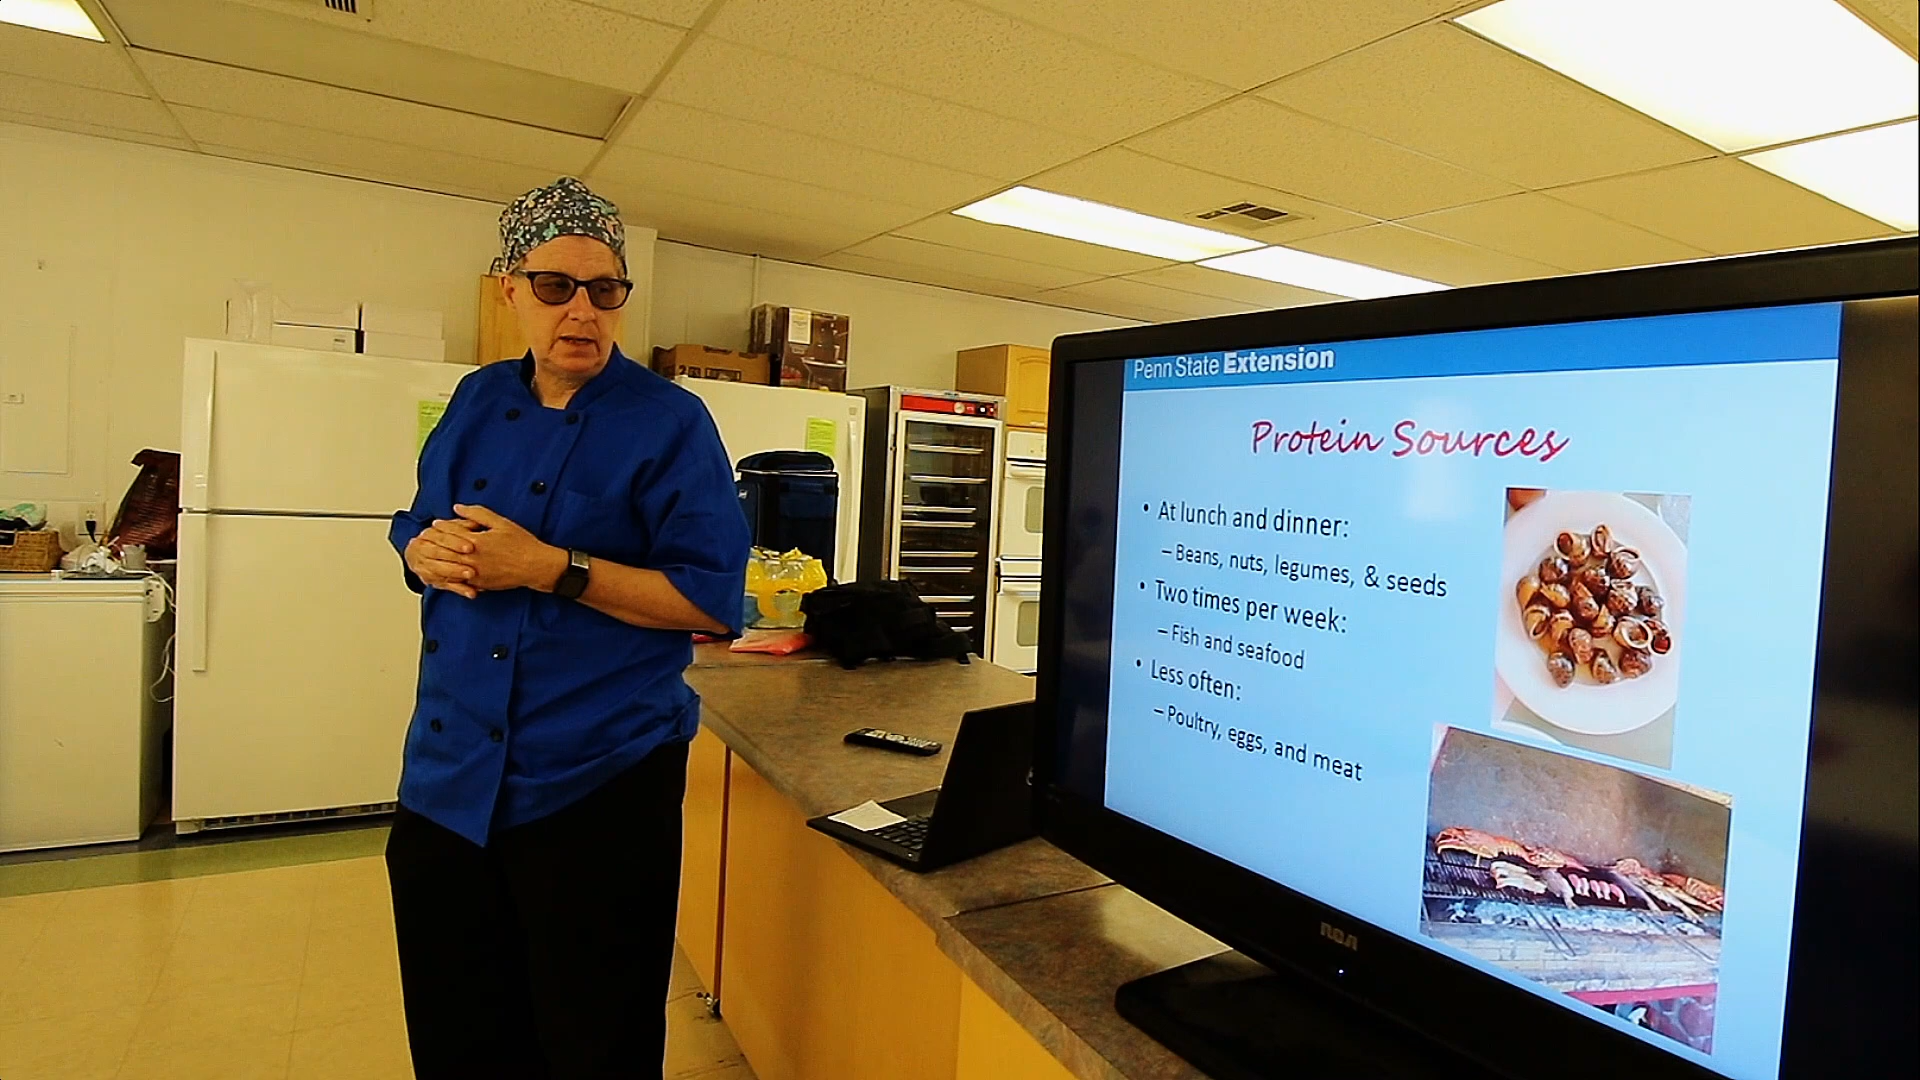 Penn State Extension
Protein Sources
• At lunch and dinner:
– Beans, nuts, legumes, & seeds
• Two times per week:
– Fish and seafood
• Less often:
– Poultry, eggs, and meat
RCA